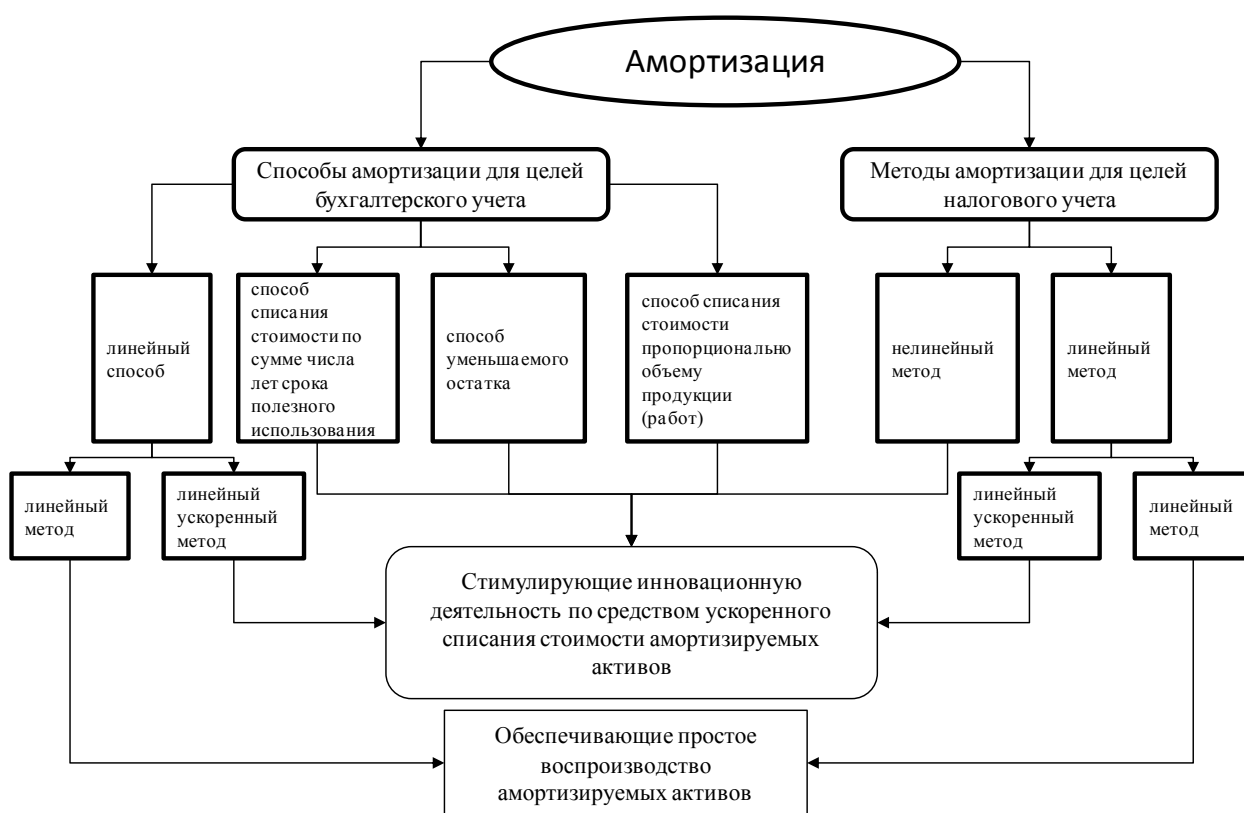 Амортизация
Способы амортизации для целей
бухгалтерского учета
Методы амортизации для целей
налогового учета
линейный
способ
способ
списания
стоимости по
сумме числа
лет срока
полезного
использования
способ
уменьшаемого
остатка
способ списания
стоимости
пропорционально
объему
продукции
(работ)
нелинейный
метод
линейный
метод
линейный
метод
линейный
ускоренный
метод
линейный
ускоренный
метод
линейный
метод
Стимулирующие инновационную
деятельность по средством ускоренного
списания стоимости амортизируемых
активов
Обеспечивающие простое
воспроизводство
амортизируемых активов